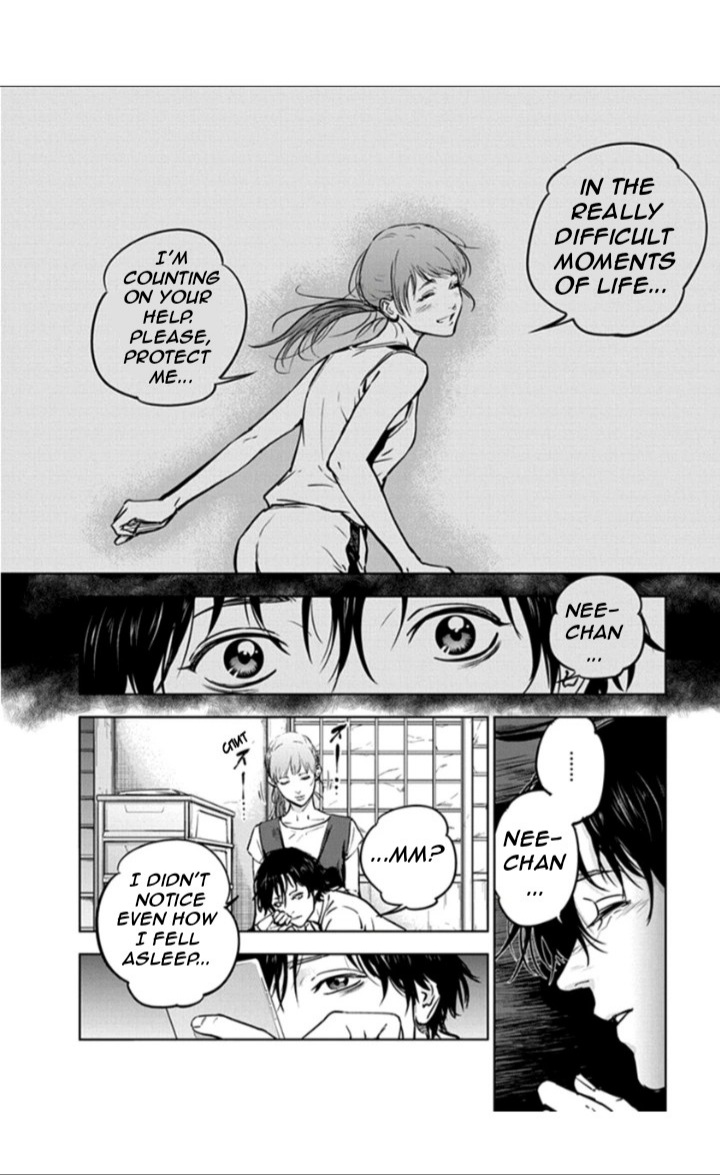 IN THE
REALLY
DIFFICULT
MOMENTS
OF LIFE...
I'M
COUNTING
ON YOUR
HELP.
PLEASE,
PROTECT
ME...
NEE-
CHAN
...
.......
NEE-
CHAN
...
СПИТ
...MM?
I DIDN'T
NOTICE
EVEN HOW
I FELL
ASLEEP...